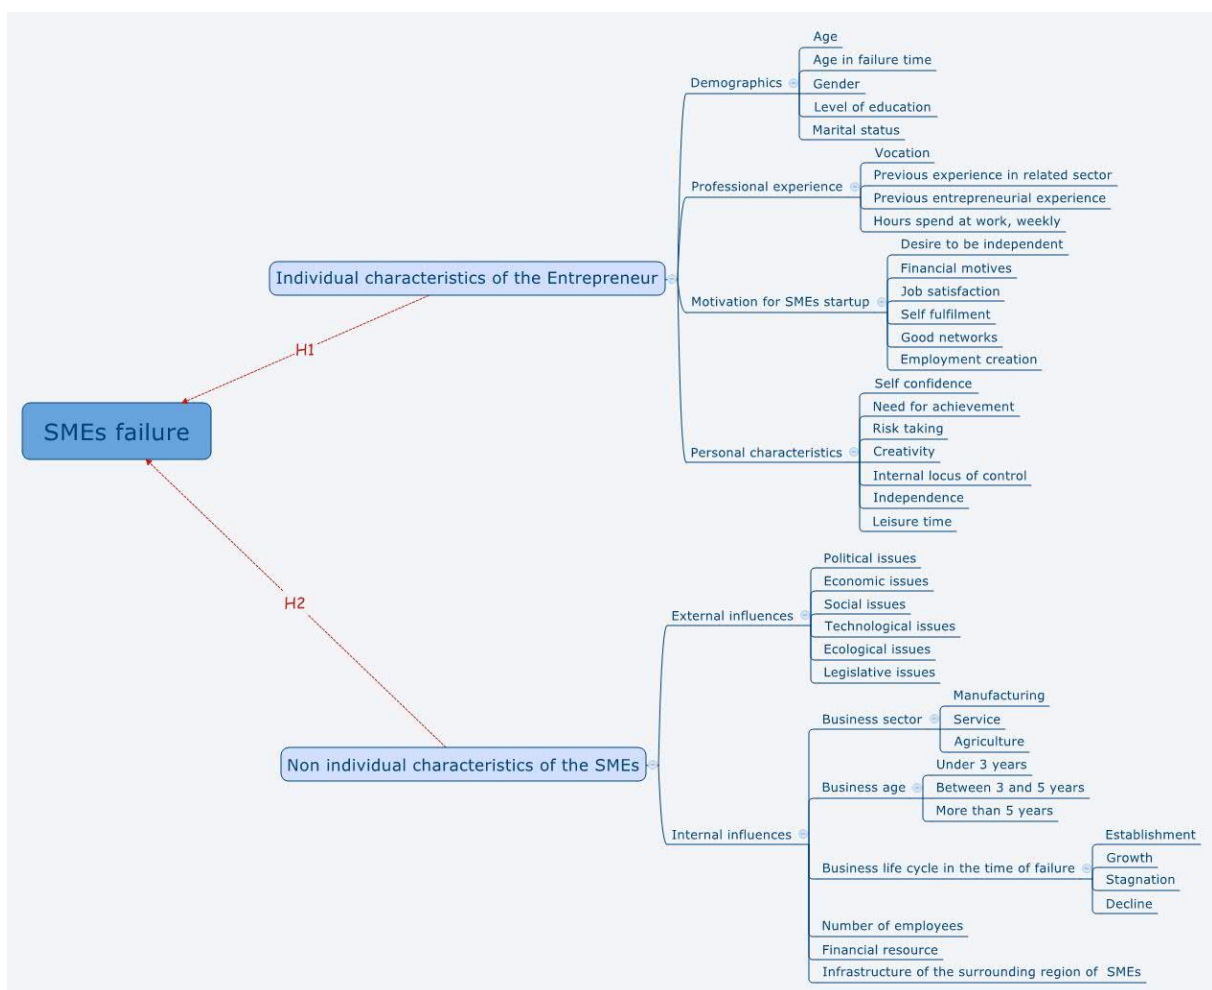 Age
Age in failure time
Demographics
Gender
Level of education
Marital status
Vocation
Previous experience in related sector
Professional experience
Previous entrepreneurial experience
Hours spend at work, weekly
Desire to be independent
Individual characteristics of the Entrepreneur
Financial motives
Job satisfaction
Motivation for SMEs startup
Self fulfilment
Good networks
Employment creation
H1
Self confidence
Need for achievement
Risk taking
SMEs failure
Creativity
Personal characteristics
Internal locus of control
Independence
Leisure time
Political issues
Economic issues
H2
Social issues
External influences
Technological issues
Ecological issues
Legislative issues
Manufacturing
Business sector
Service
Agriculture
Non individual characteristics of the SMEs
Under 3 years
Business age
Between 3 and 5 years
More than 5 years
Internal influences
Establishment
Growth
Business life cycle in the time of failure
Stagnation
Decline
Number of employees
Financial resource
Infrastructure of the surrounding region of  SMEs